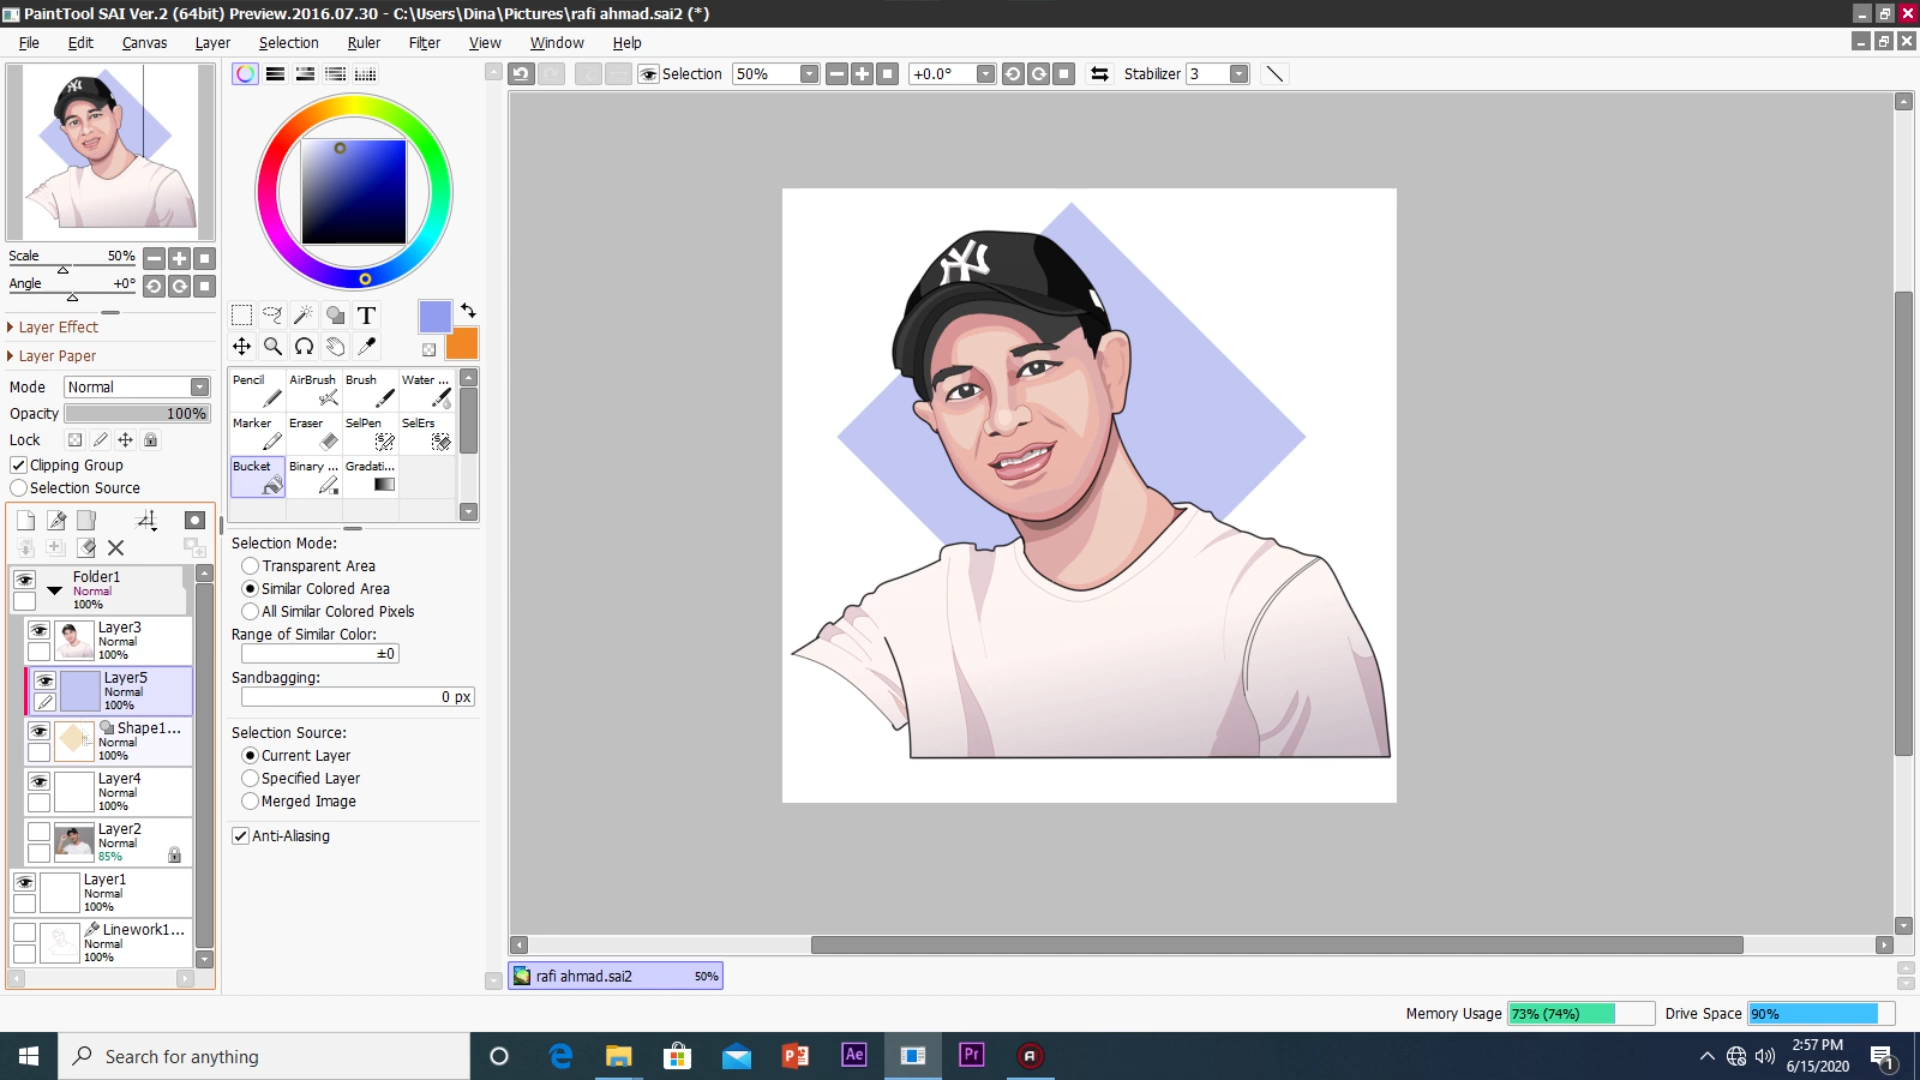 PaintTool SAI Ver.2 (64bit) Preview.2016.07.30 - C:\Users\Dina\Pictures\rafi ahmad.sai2 (*)
File Edit Canvas Layer Selection Ruler Filter View Window Help
Selection 50% +0.0° Stabilizer 3
Scale 50%
Angle +0°
Layer Effect
Layer Paper
Mode Normal
Opacity 100%
Lock
Clipping Group
Selection Source
Folder1
Normal
100%
Layer3
Normal
100%
Layer5
Normal
100%
Shape1...
Normal
100%
Layer4
Normal
100%
Layer2
Normal
85%
Layer1
Normal
100%
Linework1...
Normal
100%
T
Pencil AirBrush Brush Water ...
Marker Eraser SelPen SelErs
Bucket Binary ... Gradati...
Selection Mode:
Transparent Area
Similar Colored Area
All Similar Colored Pixels
Range of Similar Color:
±0
Sandbagging:
0 px
Selection Source:
Current Layer
Specified Layer
Merged Image
Anti-Aliasing
NY
rafi ahmad.sai2 50%
Memory Usage 73% (74%) Drive Space 90%
Search for anything
Ae
Pr
2:57 PM
6/15/2020
1